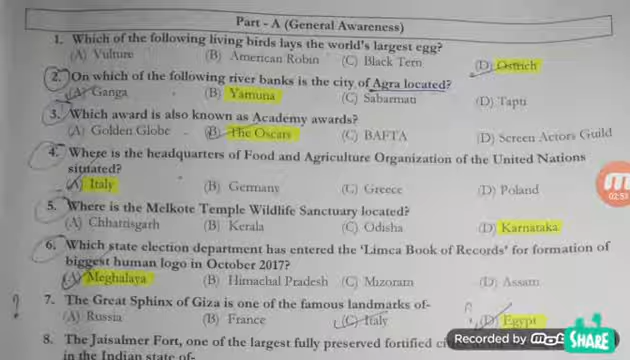 Part - A (General Awareness)
1. Which of the following living birds lays the world's largest egg?
(A) Vulture (B) American Robin (C) Black Tern (D) Ostrich
2. On which of the following river banks is the city of Agra located?
(A) Ganga (B) Yamuna (C) Sabarmati (D) Tapti
3. Which award is also known as Academy awards?
(A) Golden Globe (B) The Oscars (C) BAFTA (D) Screen Actors Guild
4. Where is the headquarters of Food and Agriculture Organization of the United Nations
situated?
(A) Italy (B) Germany (C) Greece (D) Poland
5. Where is the Melkote Temple Wildlife Sanctuary located?
(A) Chhattisgarh (B) Kerala (C) Odisha (D) Karnataka
6. Which state election department has entered the 'Limca Book of Records' for formation of
biggest human logo in October 2017?
(A) Meghalaya (B) Himachal Pradesh (C) Mizoram (D) Assam
? 7. The Great Sphinx of Giza is one of the famous landmarks of-
(A) Russia (B) France (C) Italy (D) Egypt
8. The Jaisalmer Fort, one of the largest fully preserved fortified
in the Indian state of-
M
02:51
Recorded by
SHARE